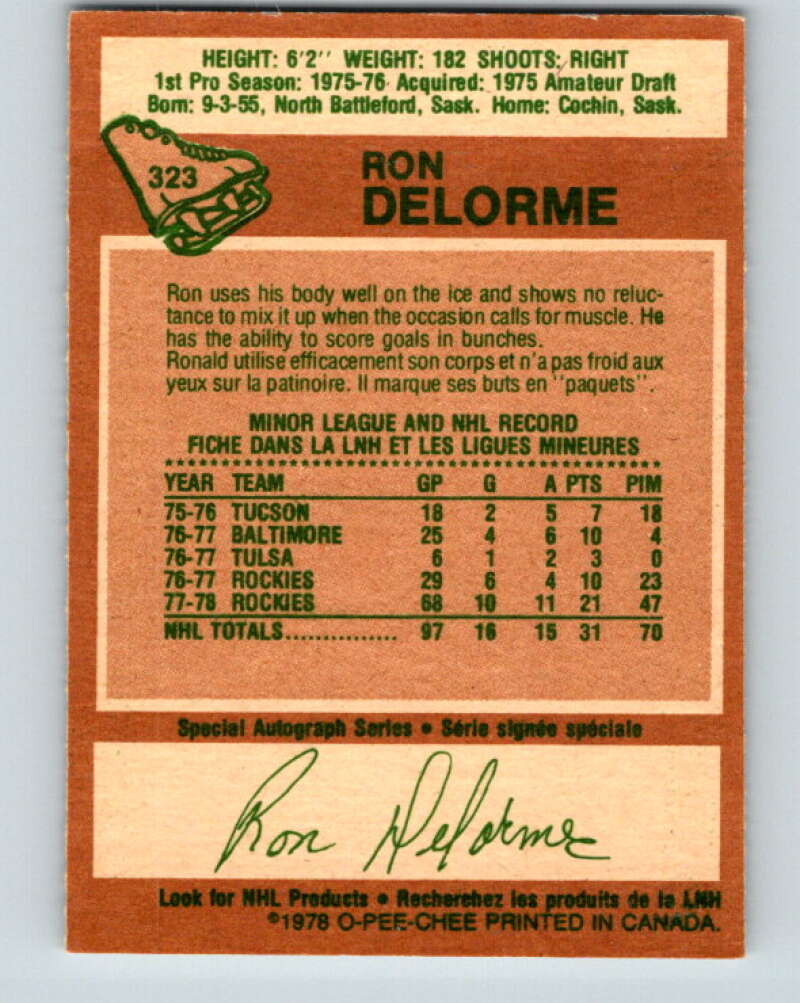 HEIGHT: 6'2'' WEIGHT: 182 SHOOTS: RIGHT
1st Pro Season: 1975-76 Acquired: 1975 Amateur Draft
Born: 9-3-55, North Battleford, Sask. Home: Cochin, Sask.
323
RON
DELORME
Ron uses his body well on the ice and shows no reluc-
tance to mix it up when the occasion calls for muscle. He
has the ability to score goals in bunches.
Ronald utilise efficacement son corps et n'a pas froid aux
yeux sur la patinoire. Il marque ses buts en "paquets".
MINOR LEAGUE AND NHL RECORD
FICHE DANS LA LNH ET LES LIGUES MINEURES
YEAR TEAM GP G A PTS PIM
75-76 TUCSON 18 2 5 7 18
76-77 BALTIMORE 25 4 6 10 4
76-77 TULSA 6 1 2 3 0
76-77 ROCKIES 29 6 4 10 23
77-78 ROCKIES 68 10 11 21 47
NHL TOTALS............... 97 16 15 31 70
Special Autograph Series • Série signée spéciale
Ron Delorme
Look for NHL Products • Recherchez les produits de la LNH
©1978 O-PEE-CHEE PRINTED IN CANADA.